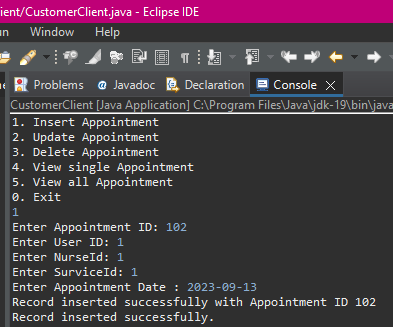 ient/CustomerClient.java - Eclipse IDE
Run Window Help
Problems @ Javadoc Declaration Console
CustomerClient [Java Application] C:\Program Files\Java\jdk-19\bin\java
1. Insert Appointment
2. Update Appointment
3. Delete Appointment
4. View single Appointment
5. View all Appointment
0. Exit
1
Enter Appointment ID: 102
Enter User ID: 1
Enter NurseId: 1
Enter SurviceId: 1
Enter Appointment Date : 2023-09-13
Record inserted successfully with Appointment ID 102
Record inserted successfully.